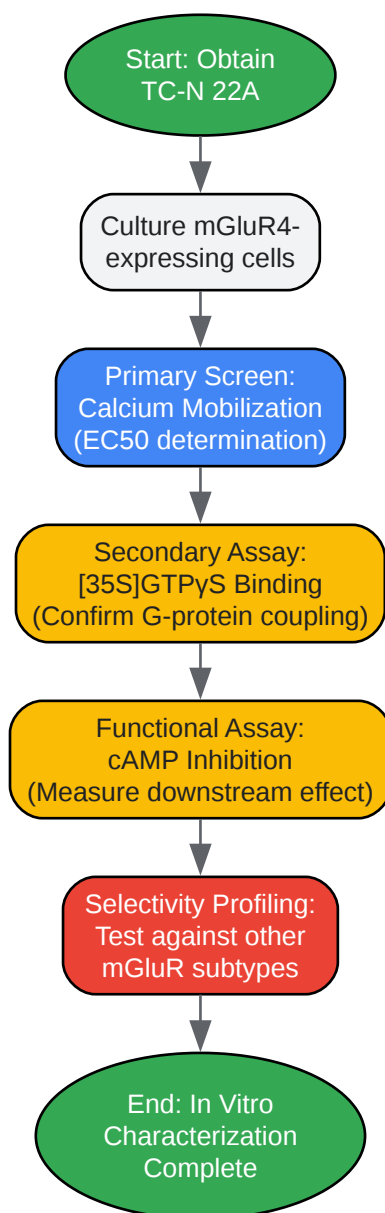 Start: Obtain
TC-N 22A
Culture mGluR4-
expressing cells
Primary Screen:
Calcium Mobilization
(EC50 determination)
Secondary Assay:
[35S]GTPγS Binding
(Confirm G-protein coupling)
Functional Assay:
cAMP Inhibition
(Measure downstream effect)
Selectivity Profiling:
Test against other
mGluR subtypes
End: In Vitro
Characterization
Complete